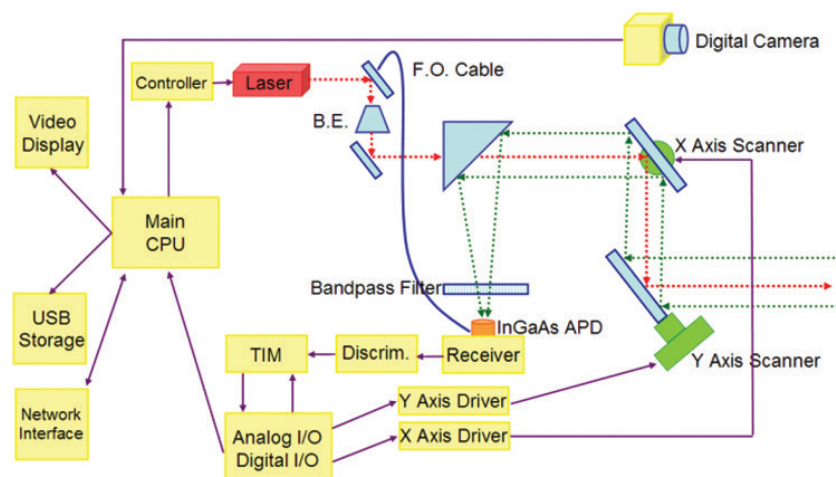 Digital Camera
Controller
Laser
F.O. Cable
Video
Display
B.E.
X Axis Scanner
Main
CPU
Bandpass Filter
USB
Storage
InGaAs APD
TIM
Discrim.
Receiver
Y Axis Scanner
Network
Interface
Y Axis Driver
Analog I/O
Digital I/O
X Axis Driver